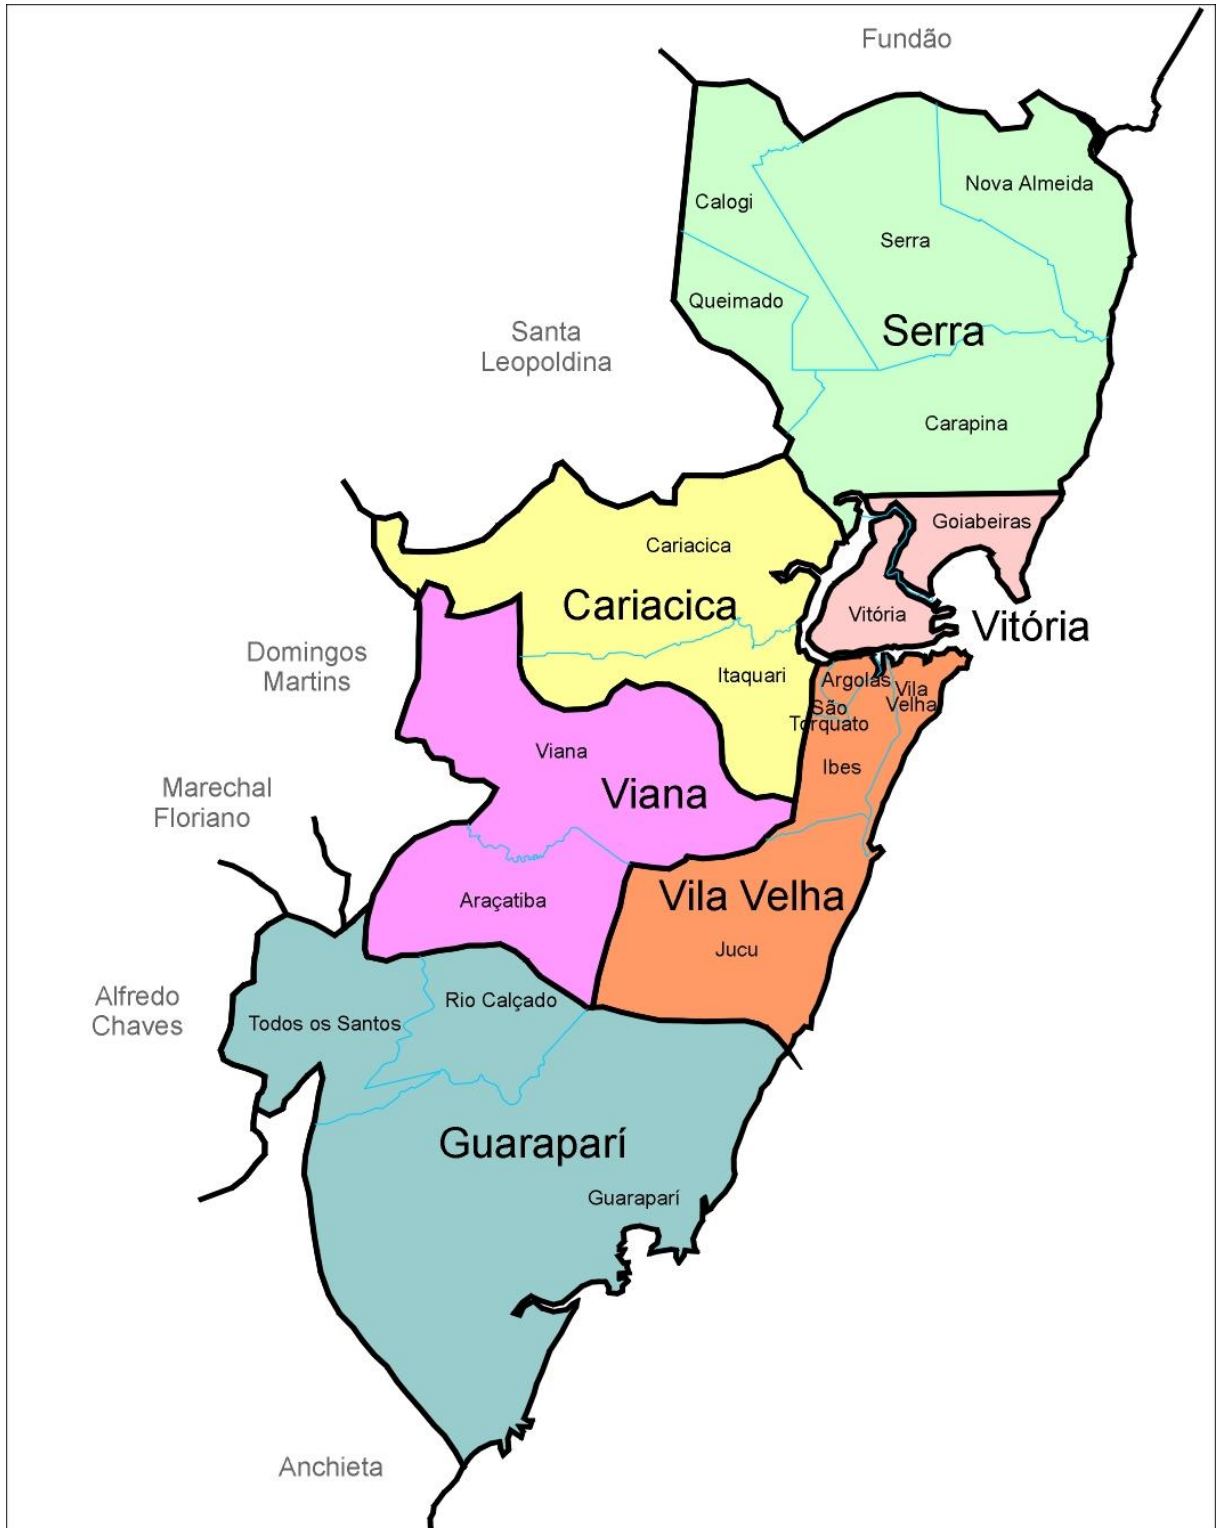 Fundão
Calogi
Nova Almeida
Serra
Queimado
Serra
Santa
Leopoldina
Carapina
Goiabeiras
Cariacica
Cariacica
Vitória
Vitória
Domingos
Martins
Itaquari
Argolas
Vila
Velha
São
Torquato
Viana
Ibes
Viana
Marechal
Floriano
Araçatiba
Vila Velha
Jucu
Alfredo
Chaves
Rio Calçado
Todos os Santos
Guaraparí
Guaraparí
Anchieta